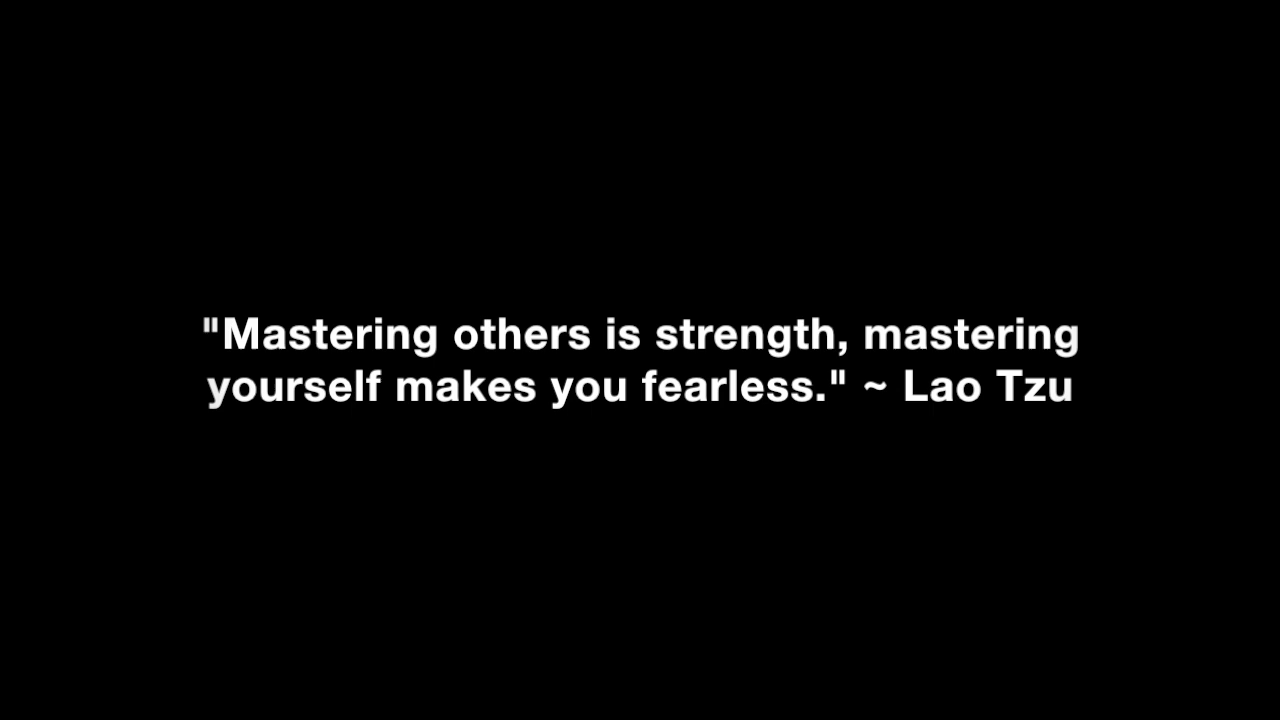 "Mastering others is strength, mastering
yourself makes you fearless." ~ Lao Tzu